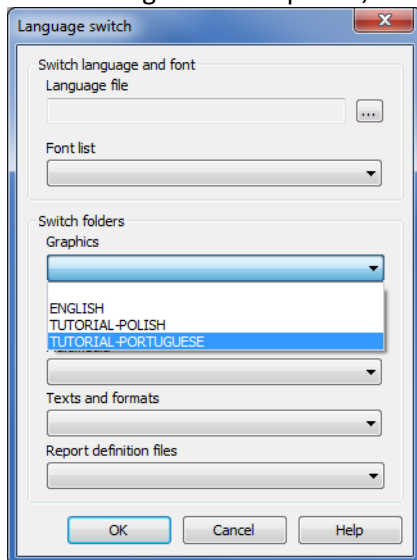 Language switch
Switch language and font
Language file
...
Font list
Switch folders
Graphics
ENGLISH
TUTORIAL-POLISH
TUTORIAL-PORTUGUESE
Texts and formats
Report definition files
OK Cancel Help